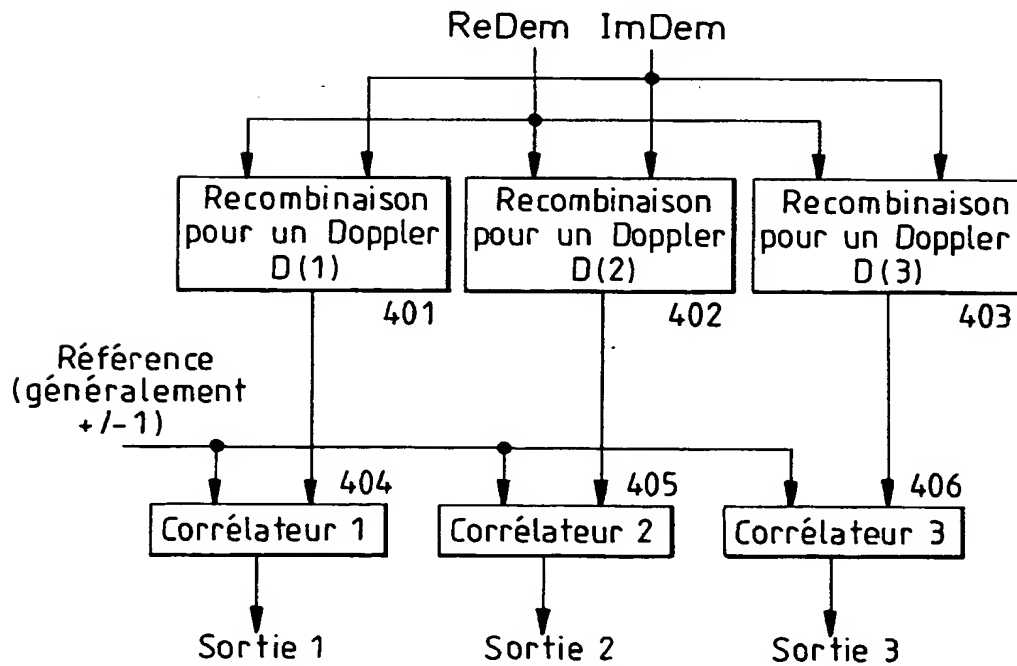 ReDem ImDem
Recombinaison
pour un Doppler
D(1)
401
Recombinaison
pour un Doppler
D(2)
402
Recombinaison
pour un Doppler
D(3)
403
Référence
(généralement
+/-1)
404
Corrélateur 1
405
Corrélateur 2
406
Corrélateur 3
Sortie 1
Sortie 2
Sortie 3